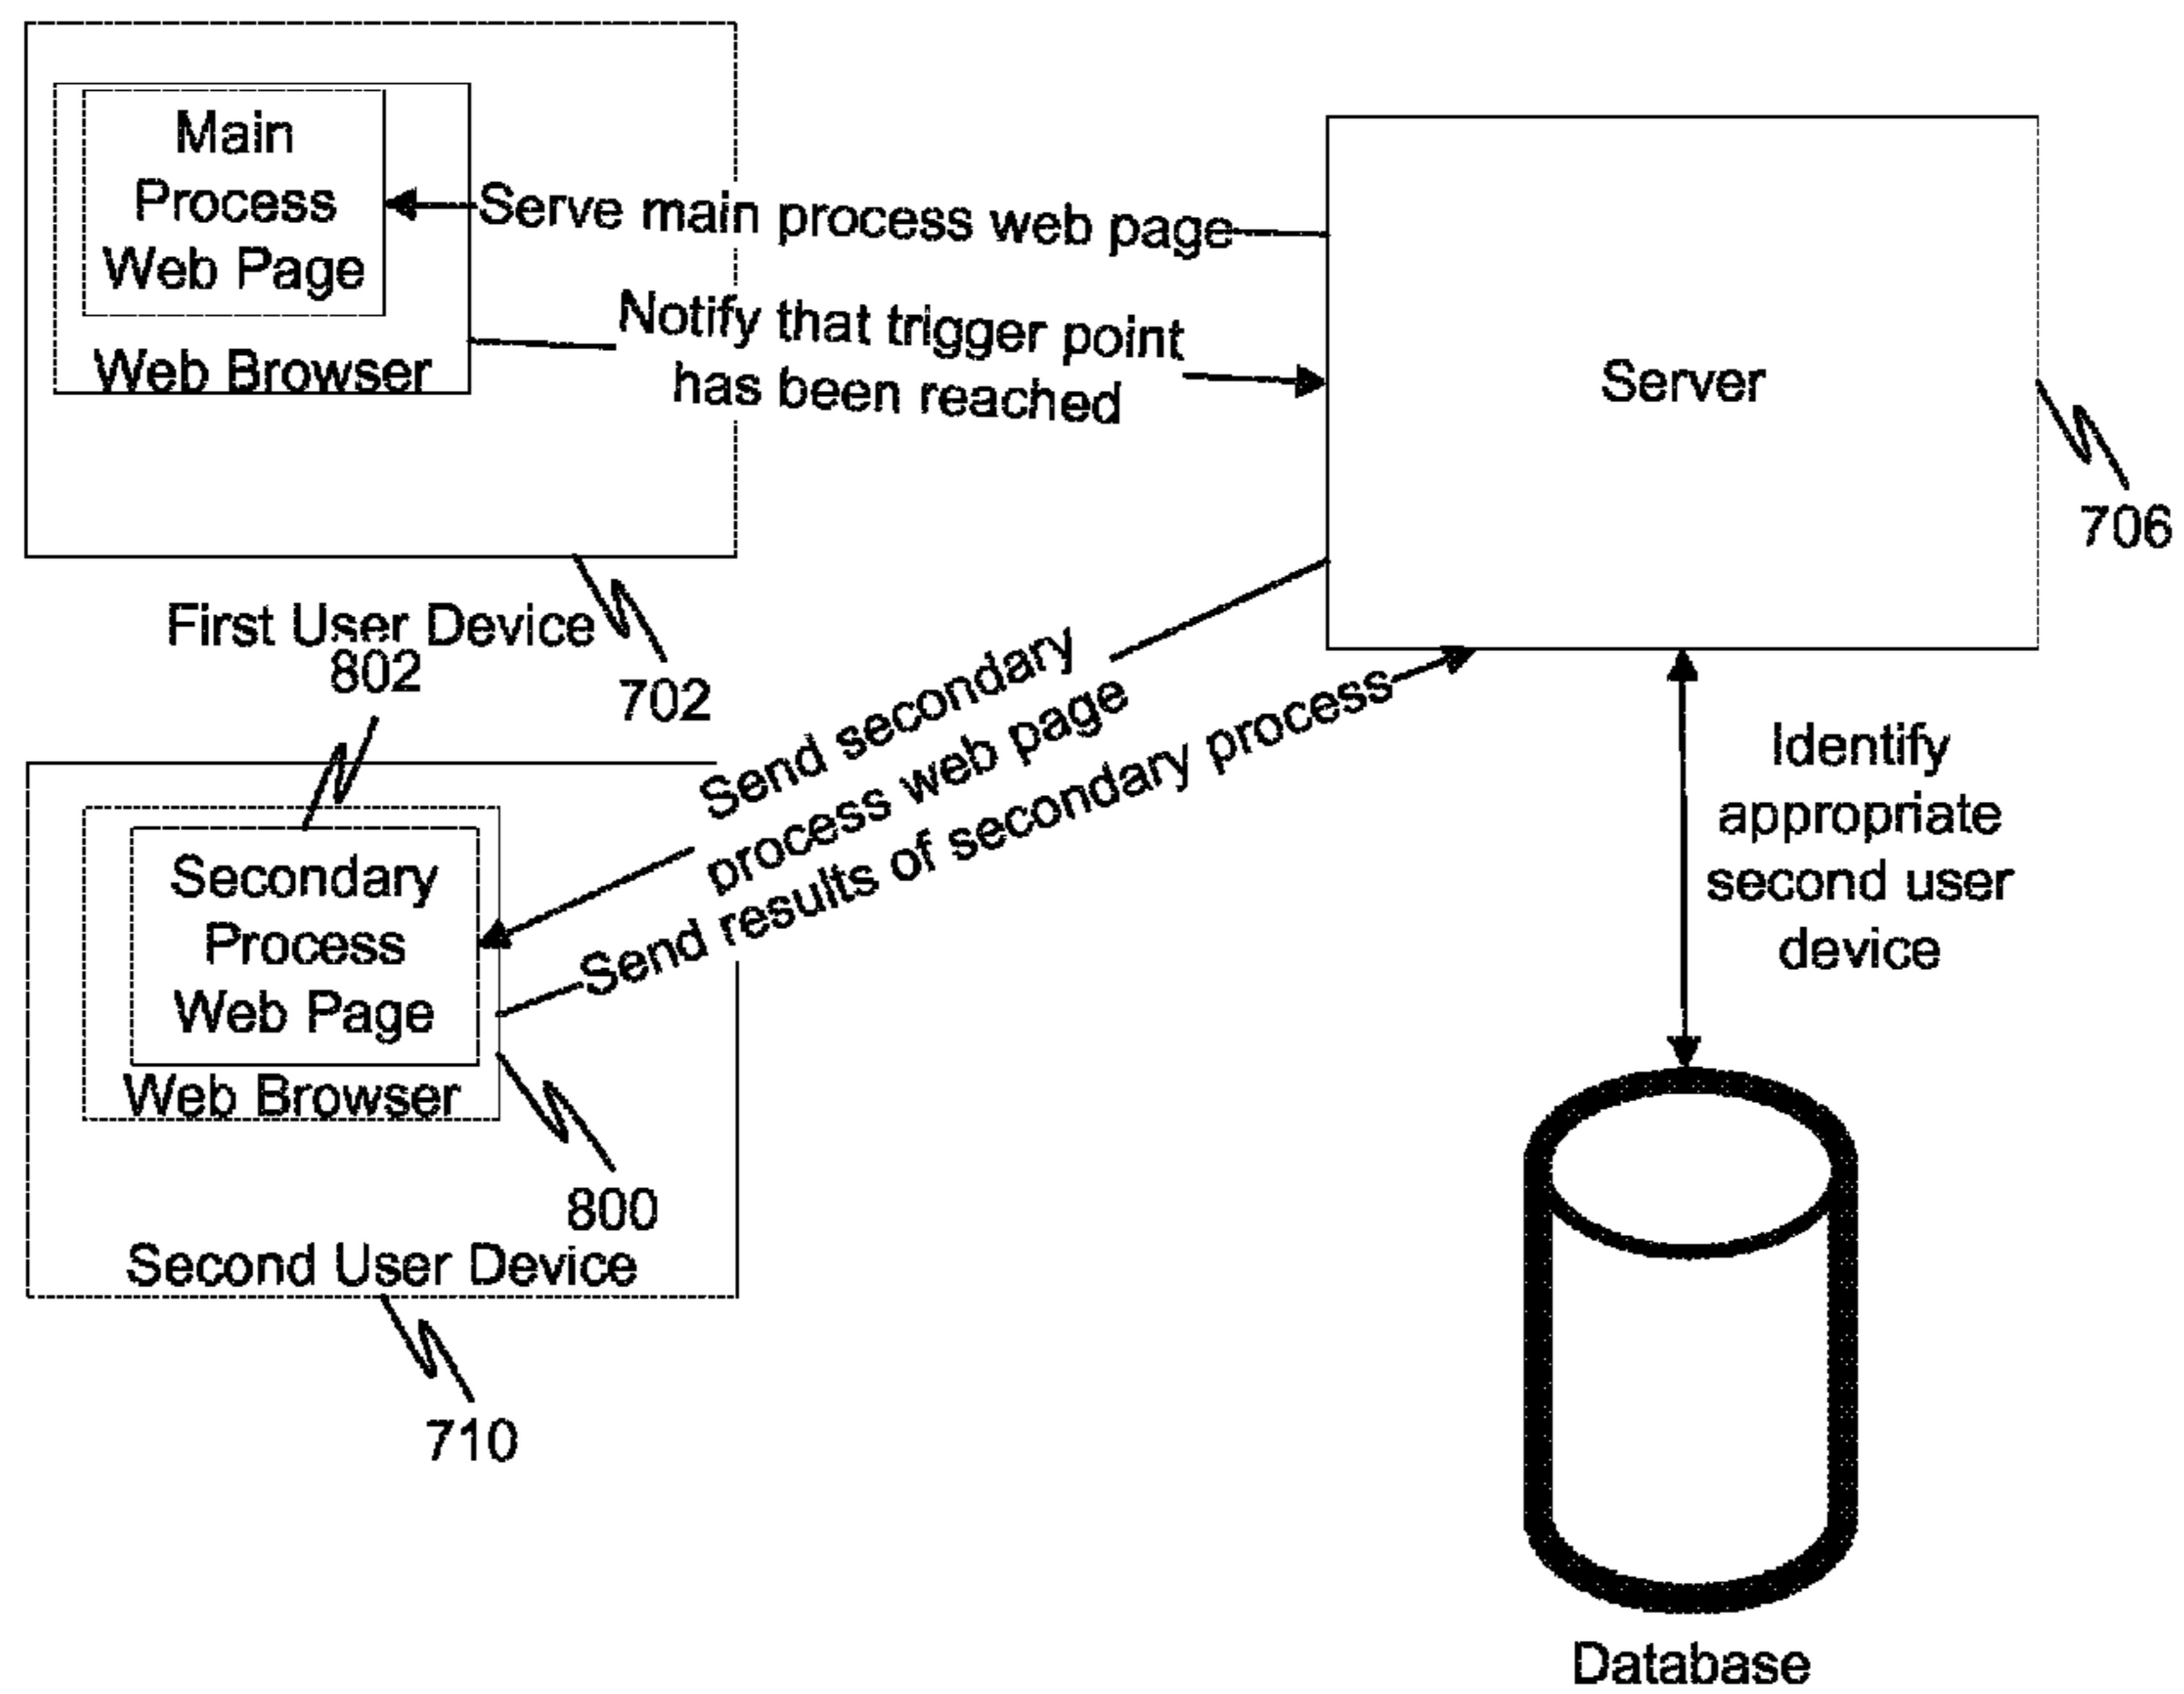 Main
Process
Web Page
Web Browser
Serve main process web page
Notify that trigger point
has been reached
Server
706
First User Device
702
802
Send secondary
process web page
Send results of secondary process
Identify
appropriate
second user
device
Secondary
Process
Web Page
Web Browser
800
Second User Device
710
Database